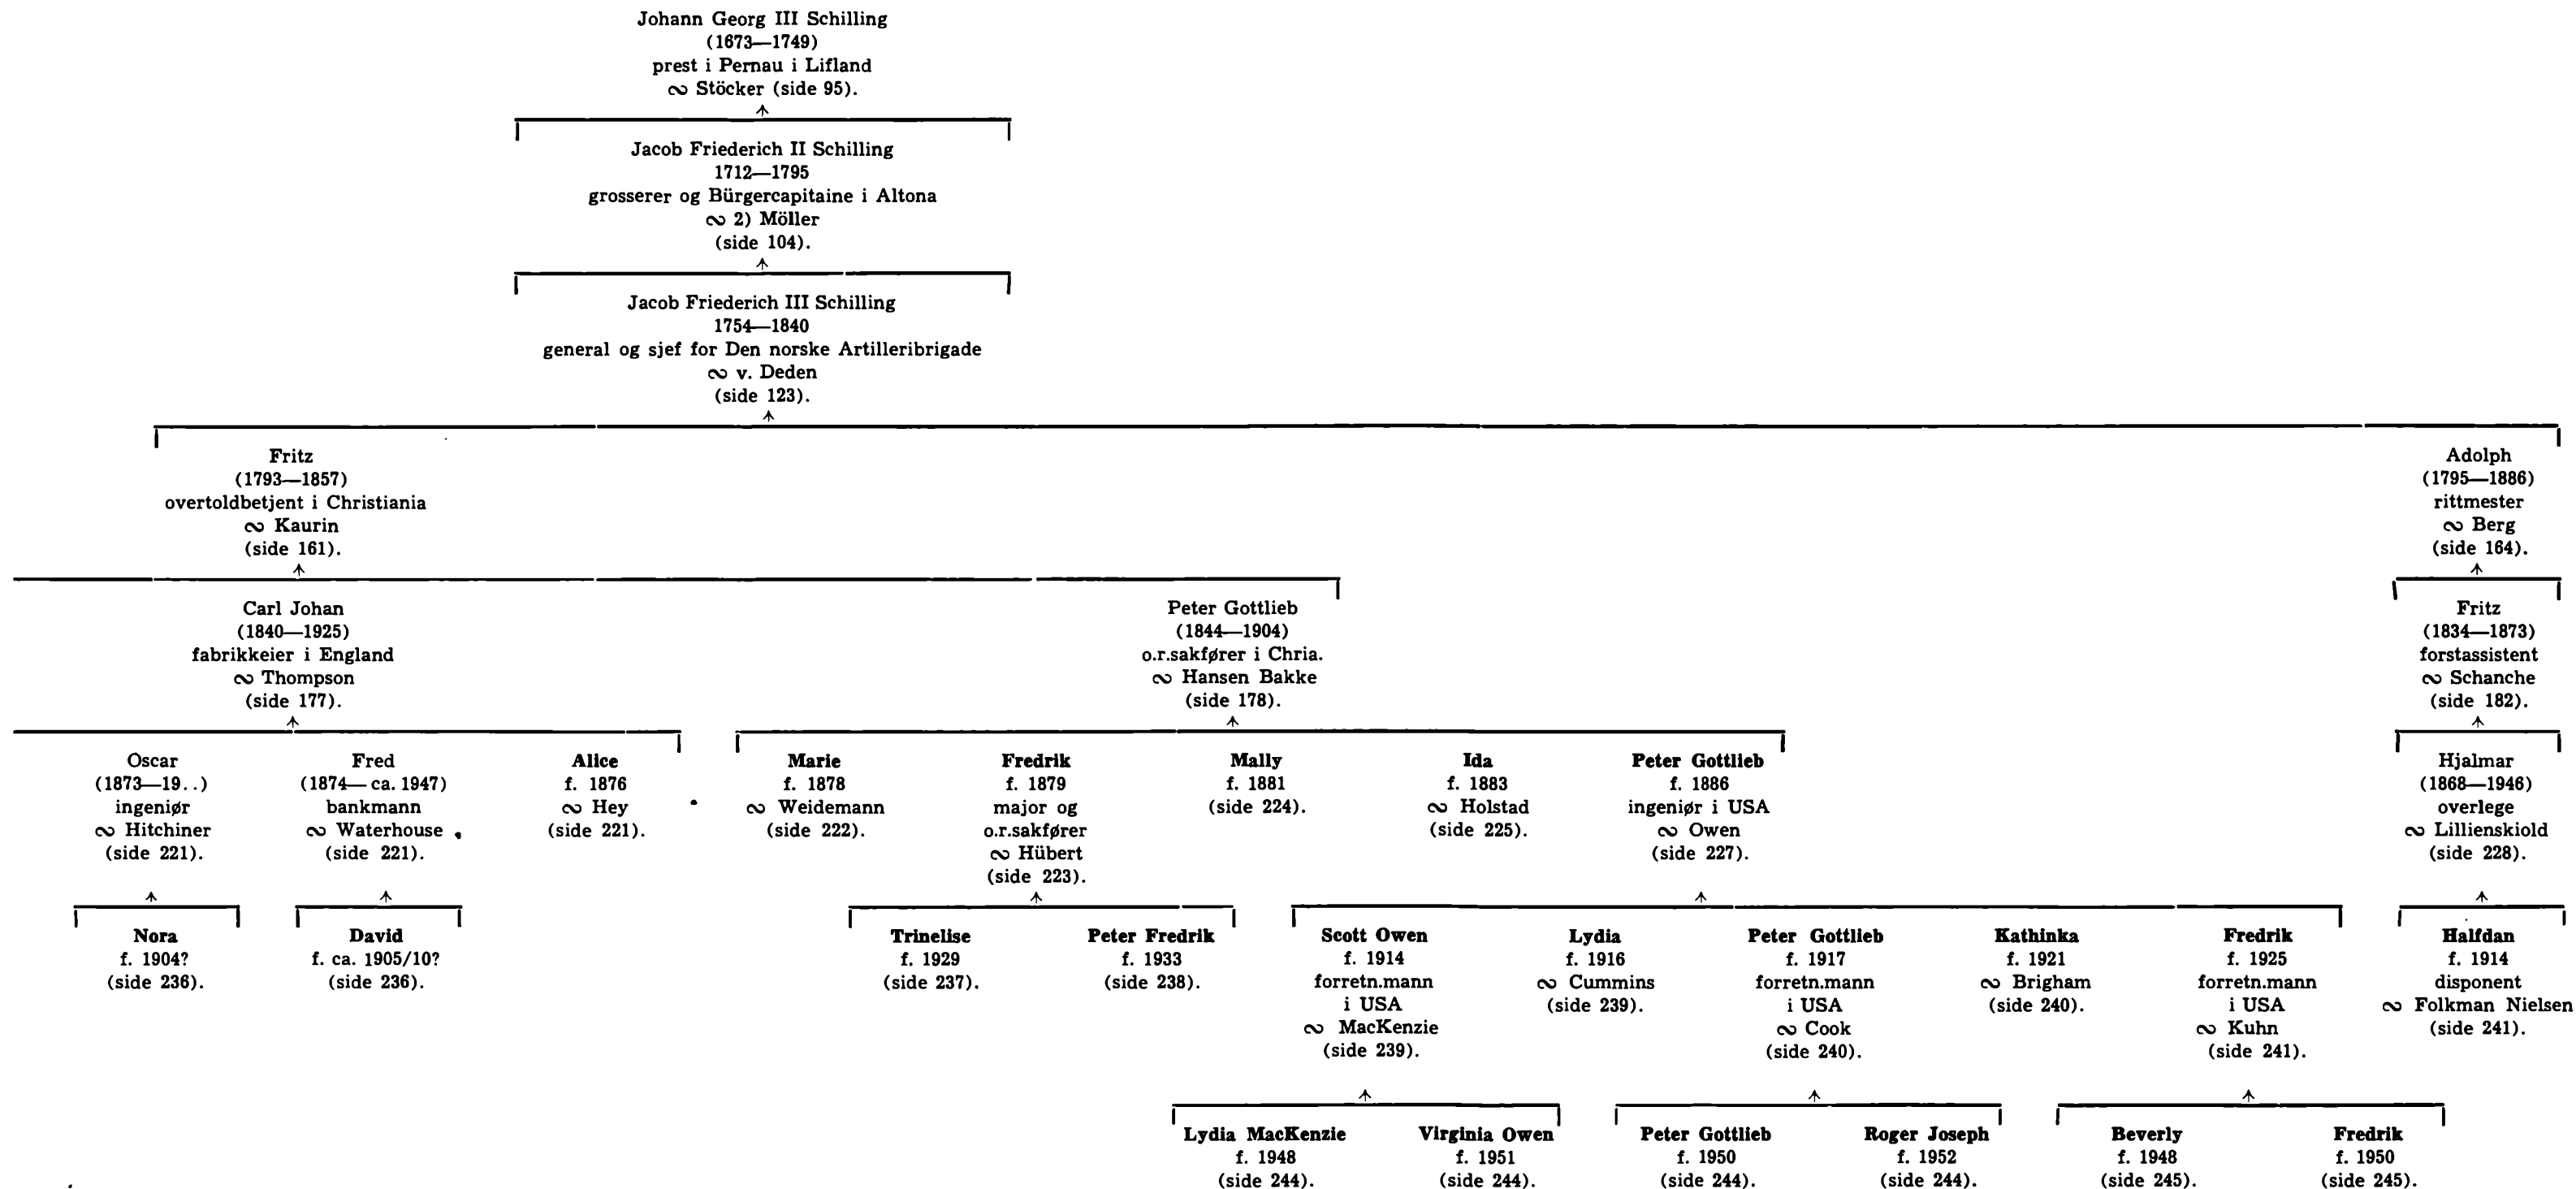 Johann Georg III Schilling
(1673—1749)
prest i Pernau i Lifland
∾ Stöcker (side 95).
Jacob Friederich II Schilling
1712—1795
grosserer og Bürgercapitaine i Altona
∾ 2) Möller
(side 104).
Jacob Friederich III Schilling
1754—1840
general og sjef for Den norske Artilleribrigade
∾ v. Deden
(side 123).
Fritz
(1793—1857)
overtoldbetjent i Christiania
∾ Kaurin
(side 161).
Adolph
(1795—1886)
rittmester
∾ Berg
(side 164).
Carl Johan
(1840—1925)
fabrikkeier i England
∾ Thompson
(side 177).
Peter Gottlieb
(1844—1904)
o.r.sakfører i Chria.
∾ Hansen Bakke
(side 178).
Fritz
(1834—1873)
forstassistent
∾ Schanche
(side 182).
Oscar
(1873—19..)
ingeniør
∾ Hitchiner
(side 221).
Fred
(1874— ca. 1947)
bankmann
∾ Waterhouse
(side 221).
Alice
f. 1876
∾ Hey
(side 221).
Marie
f. 1878
∾ Weidemann
(side 222).
Fredrik
f. 1879
major og
o.r.sakfører
∾ Hübert
(side 223).
Mally
f. 1881
(side 224).
Ida
f. 1883
∾ Holstad
(side 225).
Peter Gottlieb
f. 1886
ingeniør i USA
∾ Owen
(side 227).
Hjalmar
(1868—1946)
overlege
∾ Lillienskiold
(side 228).
Nora
f. 1904?
(side 236).
David
f. ca. 1905/10?
(side 236).
Trinelise
f. 1929
(side 237).
Peter Fredrik
f. 1933
(side 238).
Scott Owen
f. 1914
forretn.mann
i USA
∾ MacKenzie
(side 239).
Lydia
f. 1916
∾ Cummins
(side 239).
Peter Gottlieb
f. 1917
forretn.mann
i USA
∾ Cook
(side 240).
Kathinka
f. 1921
∾ Brigham
(side 240).
Fredrik
f. 1925
forretn.mann
i USA
∾ Kuhn
(side 241).
Halfdan
f. 1914
disponent
∾ Folkman Nielsen
(side 241).
Lydia MacKenzie
f. 1948
(side 244).
Virginia Owen
f. 1951
(side 244).
Peter Gottlieb
f. 1950
(side 244).
Roger Joseph
f. 1952
(side 244).
Beverly
f. 1948
(side 245).
Fredrik
f. 1950
(side 245).